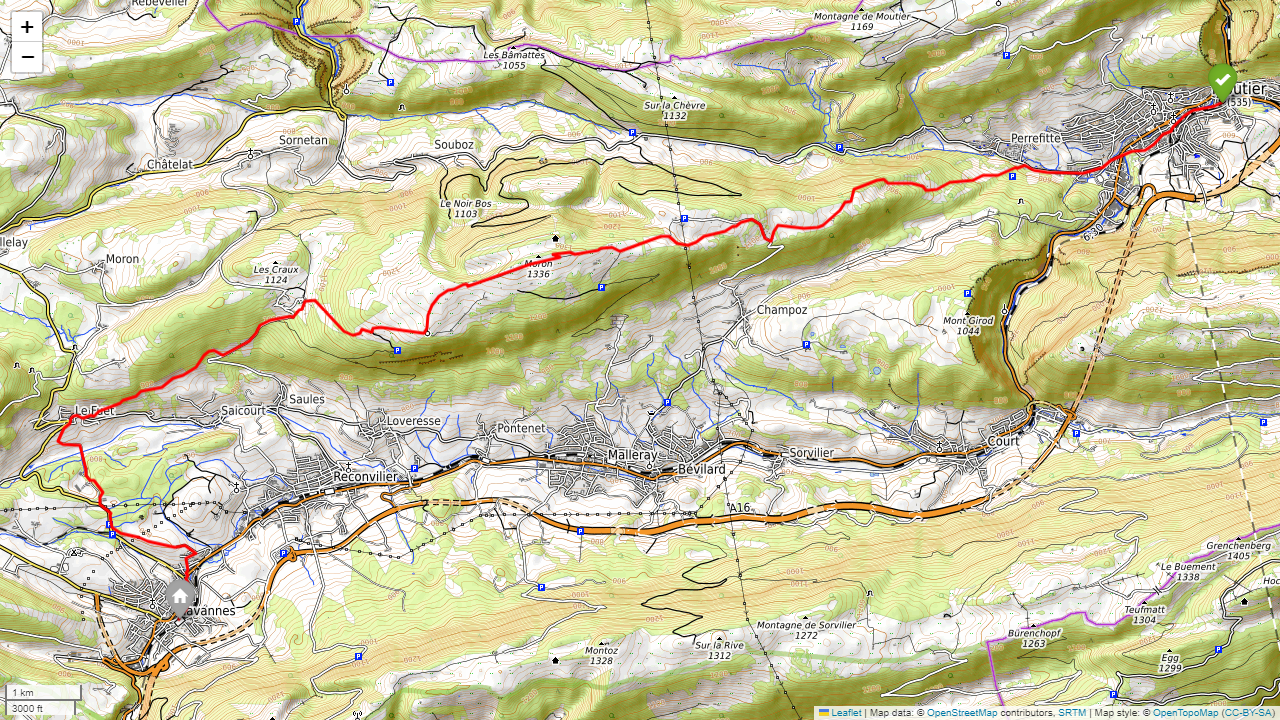 +
−
Rebévelier
Montagne de Moutier
1169
Les Bâmattes
1055
Sur la Chèvre
1132
(535)
Perrefitte
Sornetan
Souboz
Châtelat
Le Noir Bos
1103
Moron
Les Craux
1124
Moron
1336
Champoz
Mont Girod
1044
Le Fuet
Saicourt
Saules
Loveresse
Pontenet
Malleray
Bévilard
Sorvilier
Court
Reconvilier
A16
Grenchenberg
1405
Le Buement
1338
Teufmatt
1304
Bürenchopf
1263
Egg
1299
Montagne de Sorvilier
1272
Sur la Rive
1312
Montoz
1328
1 km
3000 ft
Leaflet | Map data: © OpenStreetMap contributors, SRTM | Map style: © OpenTopoMap (CC-BY-SA)